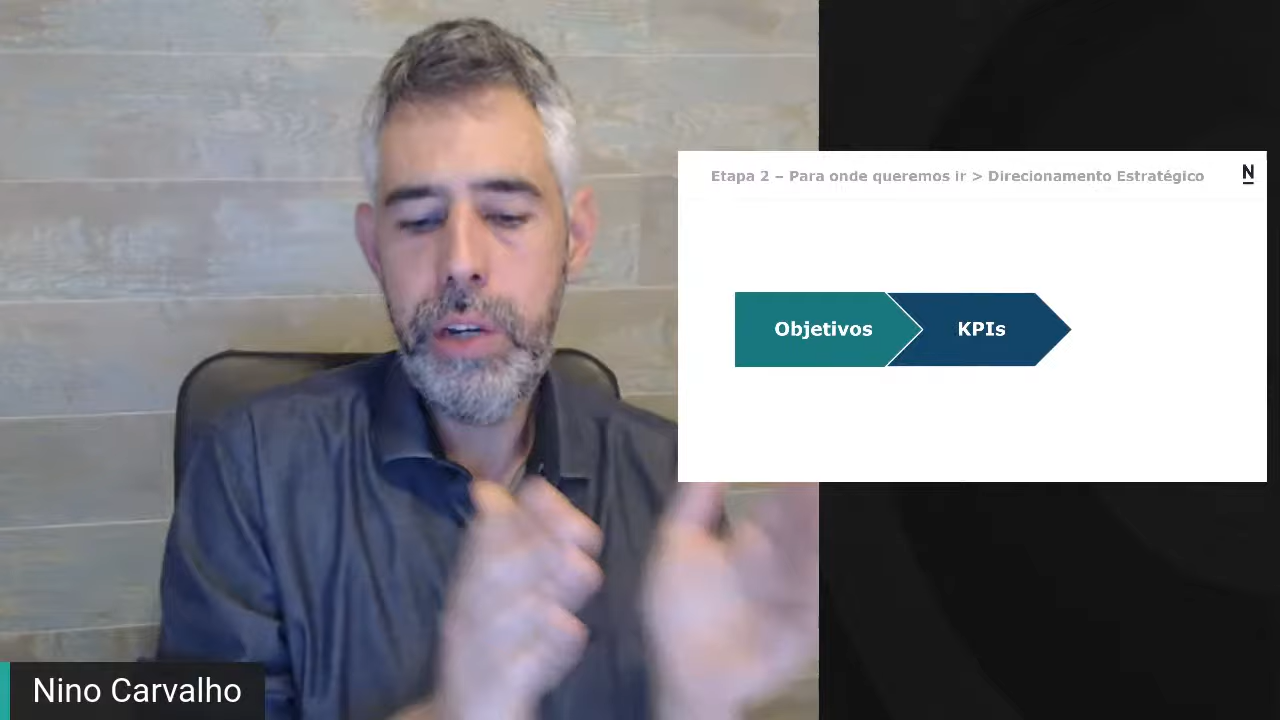 Etapa 2 – Para onde queremos ir > Direcionamento Estratégico
N
Objetivos
KPIs
Nino Carvalho